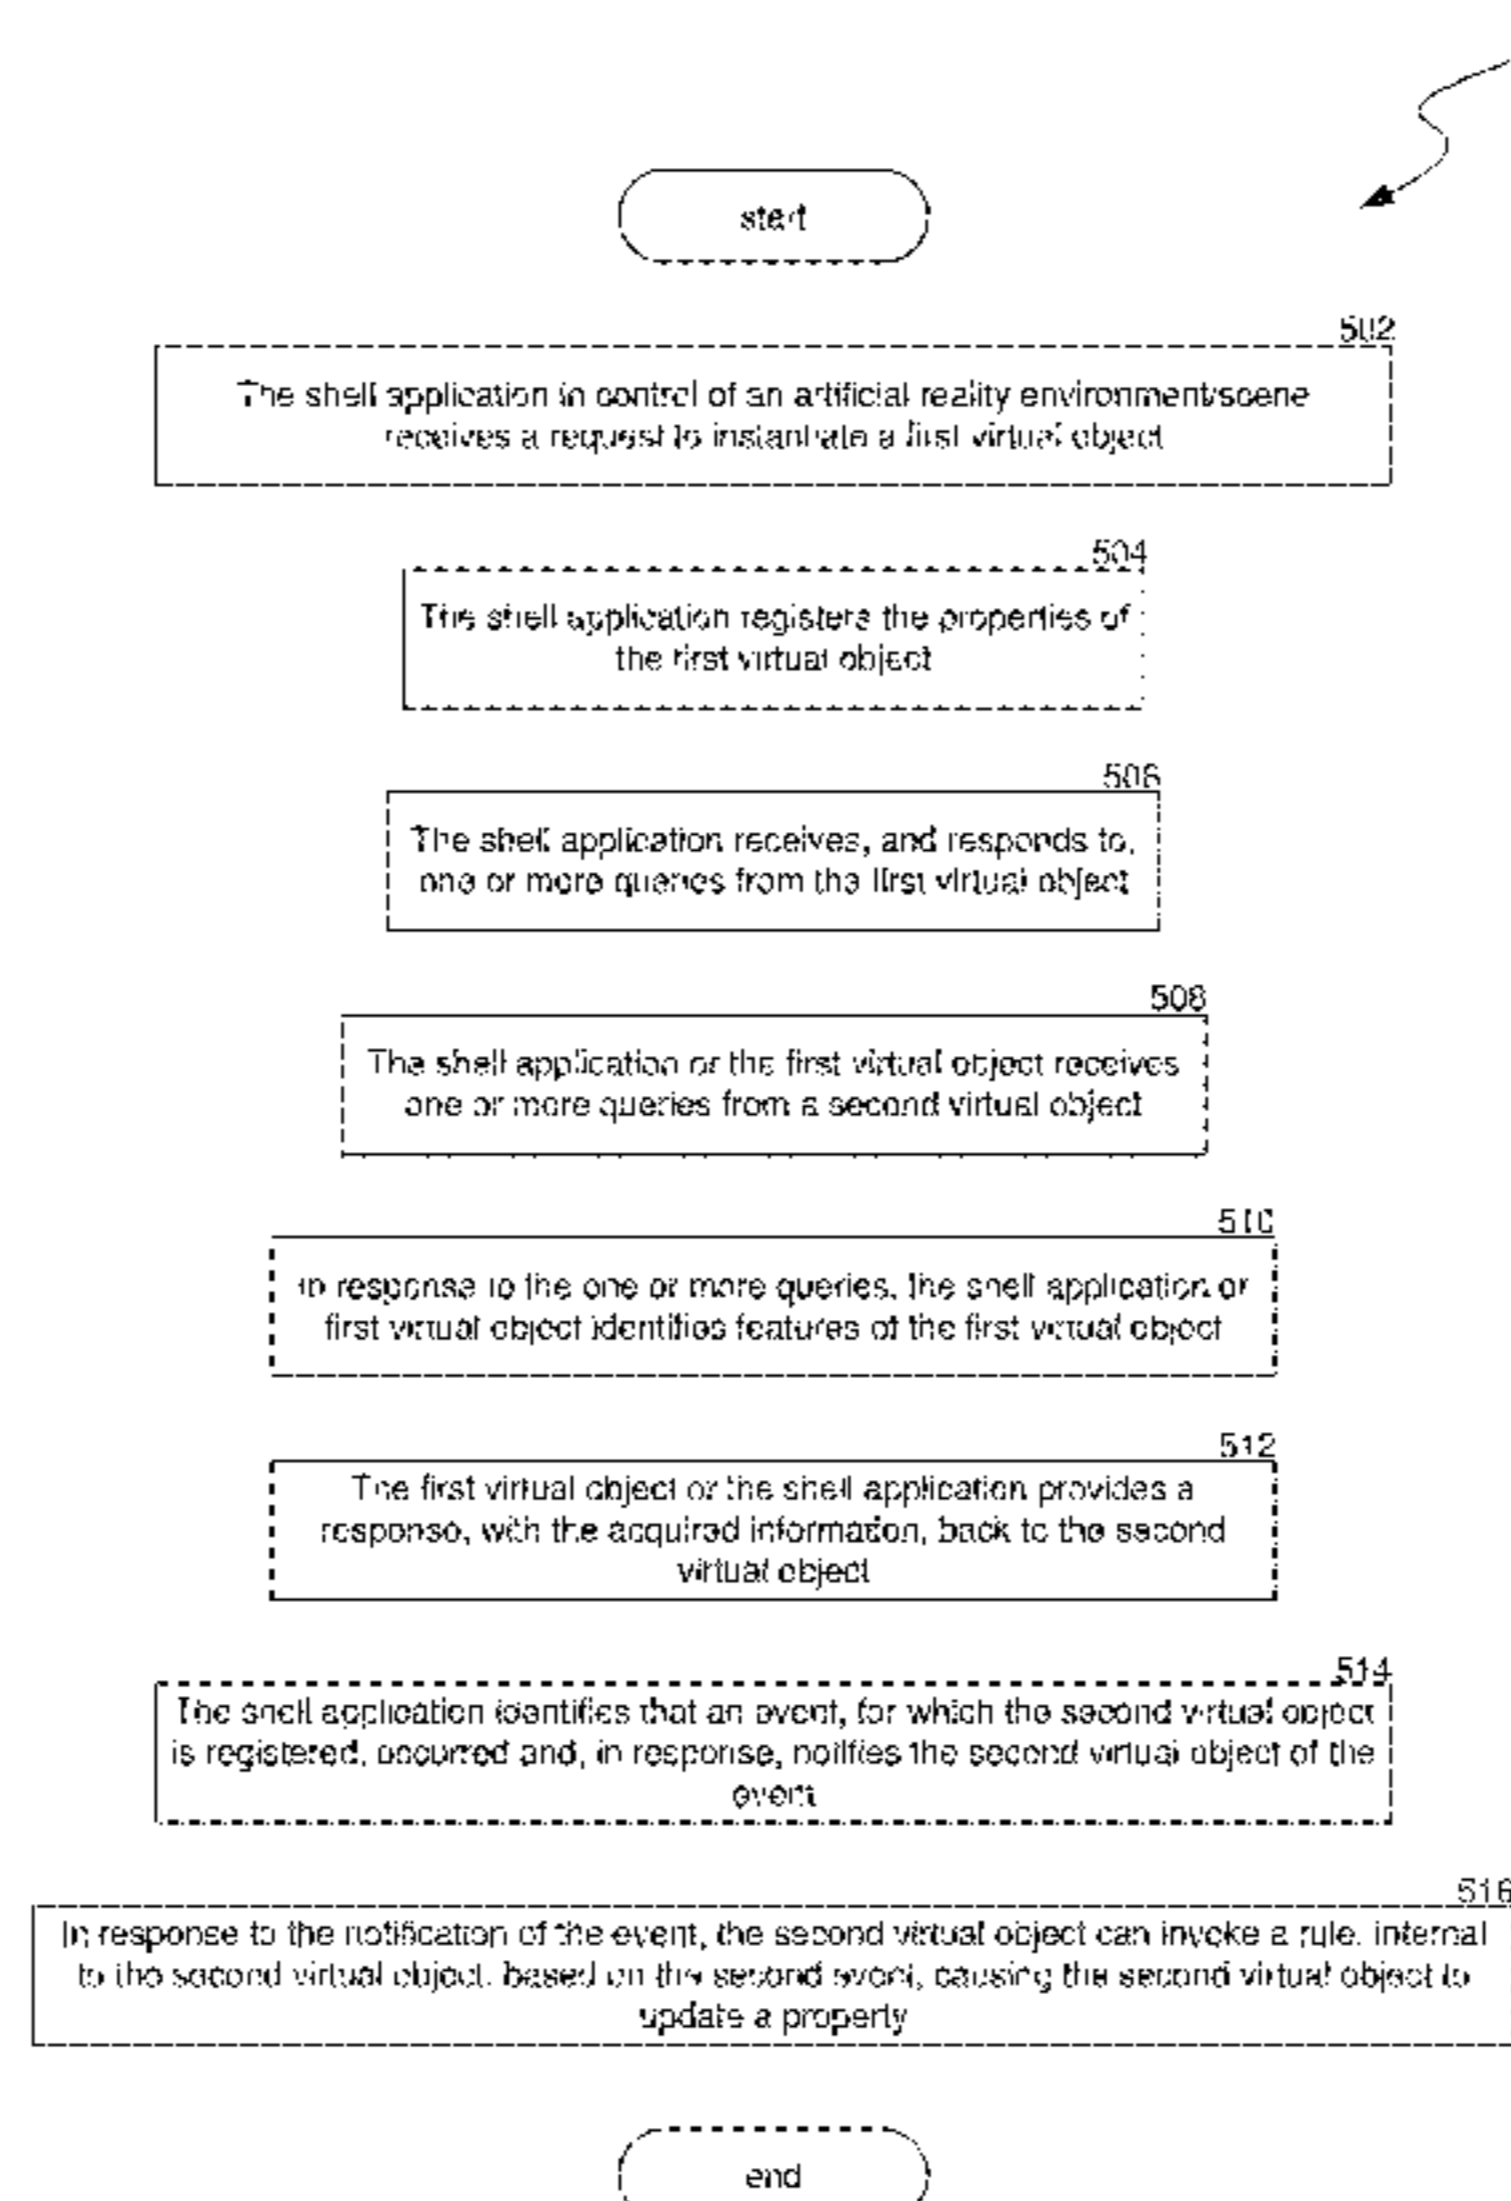 start
502
The shell application in control of an artificial reality environment/scene
receives a request to instantiate a first virtual object
504
The shell application registers the properties of
the first virtual object
506
The shell application receives, and responds to,
one or more queries from the first virtual object
508
The shell application or the first virtual object receives
one or more queries from a second virtual object
510
In response to the one or more queries, the shell application or
first virtual object identifies features of the first virtual object
512
The first virtual object or the shell application provides a
response, with the acquired information, back to the second
virtual object
514
The shell application identifies that an event, for which the second virtual object
is registered, occurred and, in response, notifies the second virtual object of the
event
516
In response to the notification of the event, the second virtual object can invoke a rule, internal
to the second virtual object, based on the second event, causing the second virtual object to
update a property
end